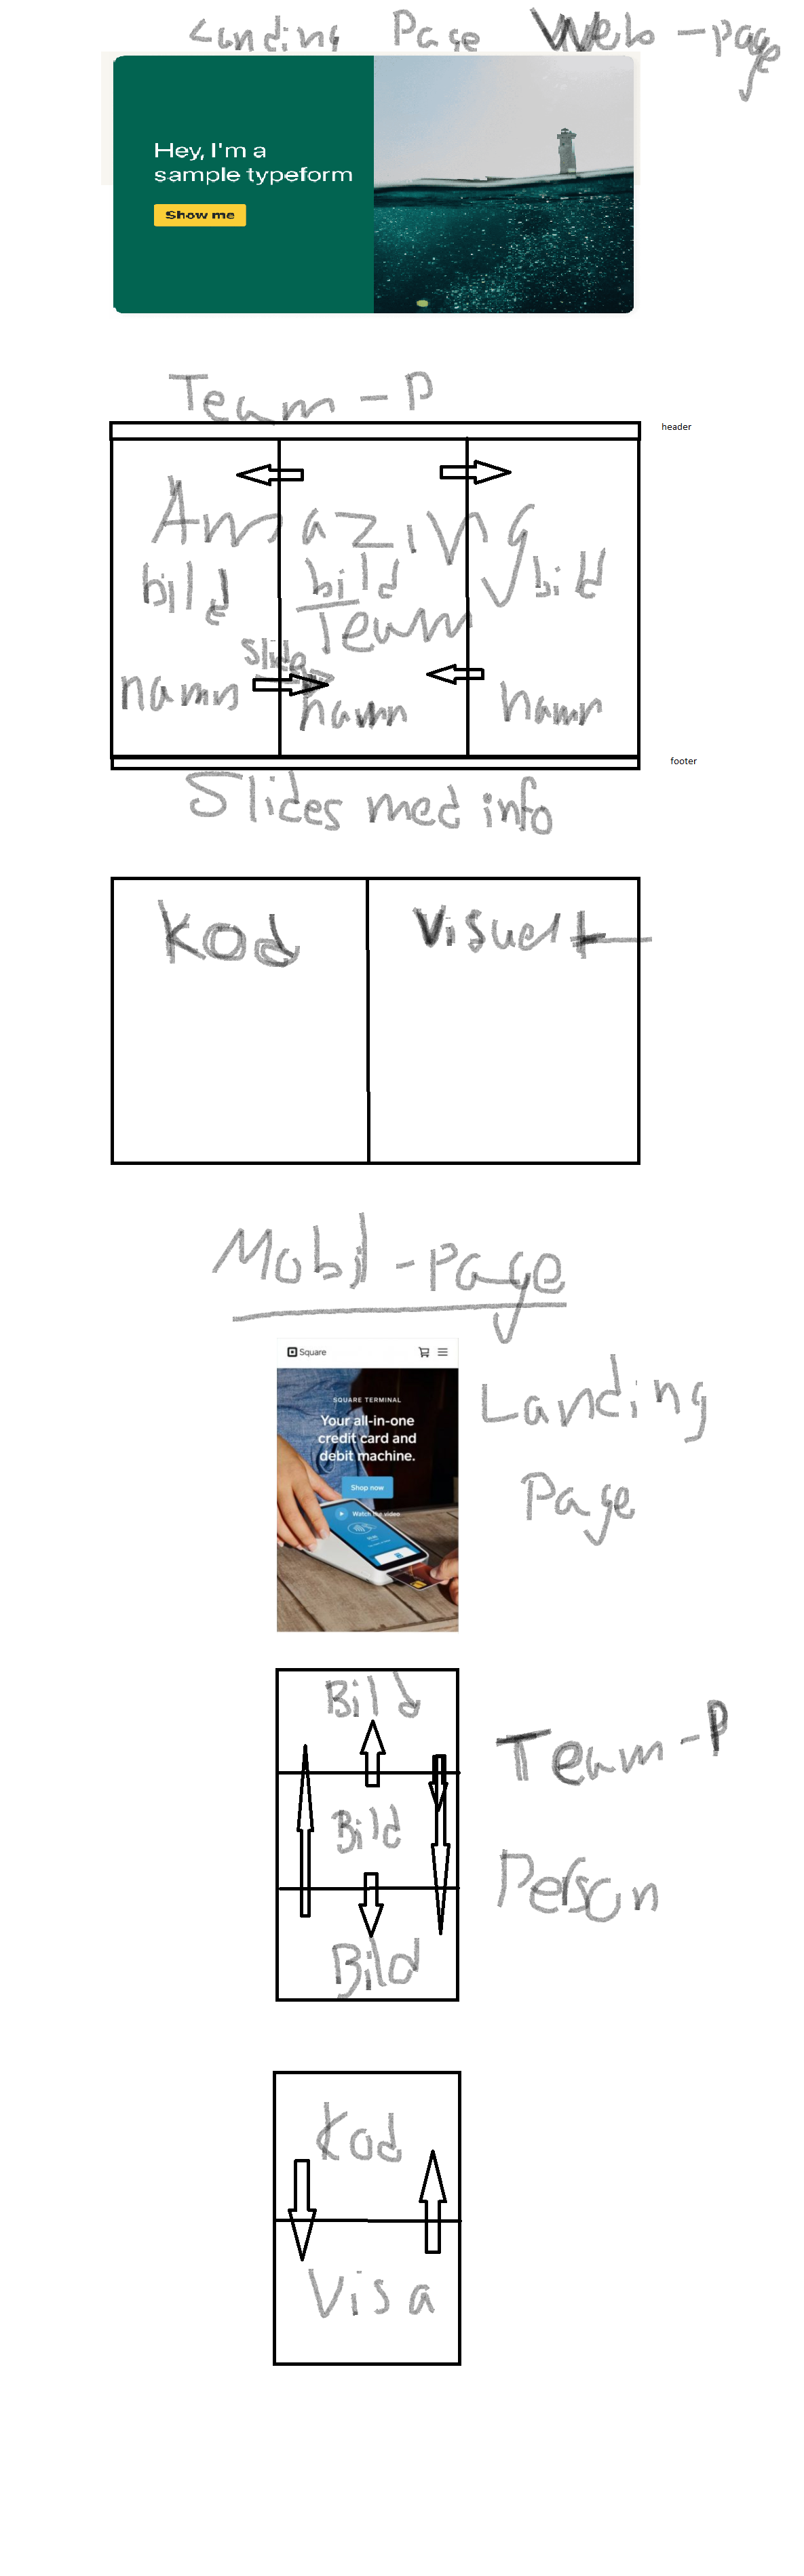 Landing Page Web-page
Hey, I'm a
sample typeform
Show me
Team-P
header
Amazing
bild bild bild
Team
Slide
namn namn namn
footer
Slides med info
Kod Visuelt
Mobil-page
Square
SQUARE TERMINAL
Your all-in-one
credit card and
debit machine.
Shop now
Watch the video
Landing
Page
Bild
Team-P
Bild
Person
Bild
Kod
Visa